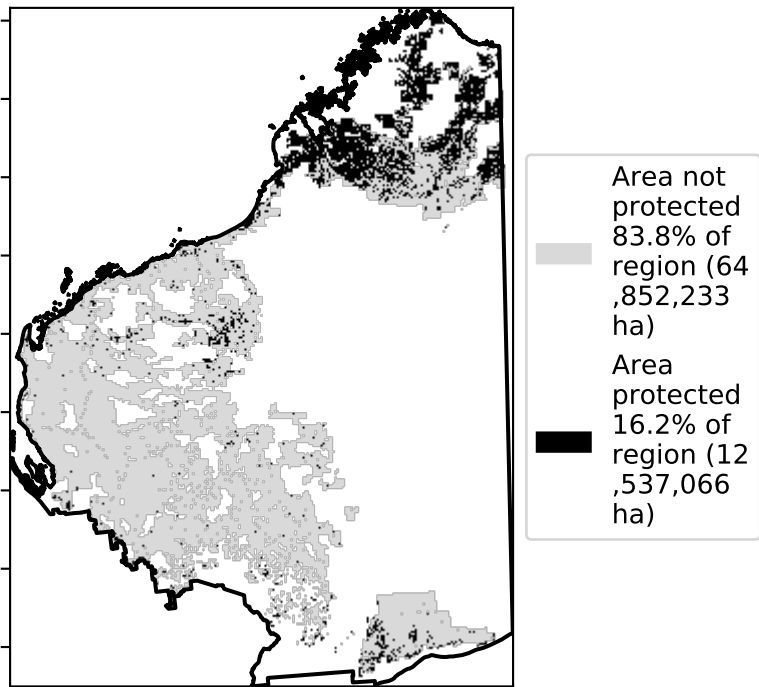 Area not
protected
83.8% of
region (64
,852,233
ha)
Area
protected
16.2% of
region (12
,537,066
ha)